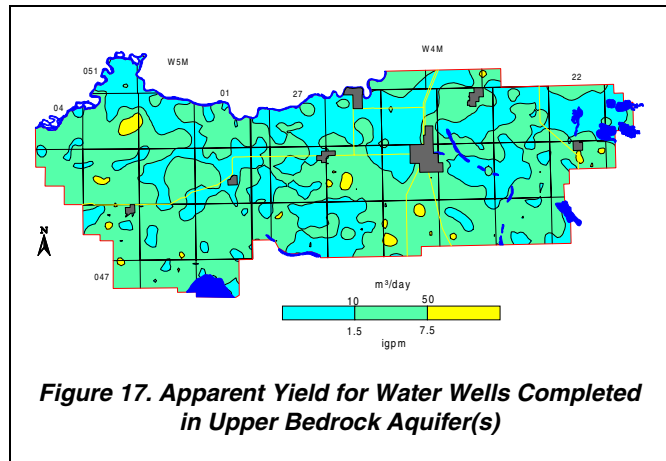 W4M
W5M
051
22
01
27
04
N
047
m³/day
10 50
1.5 7.5
igpm
Figure 17. Apparent Yield for Water Wells Completed
in Upper Bedrock Aquifer(s)